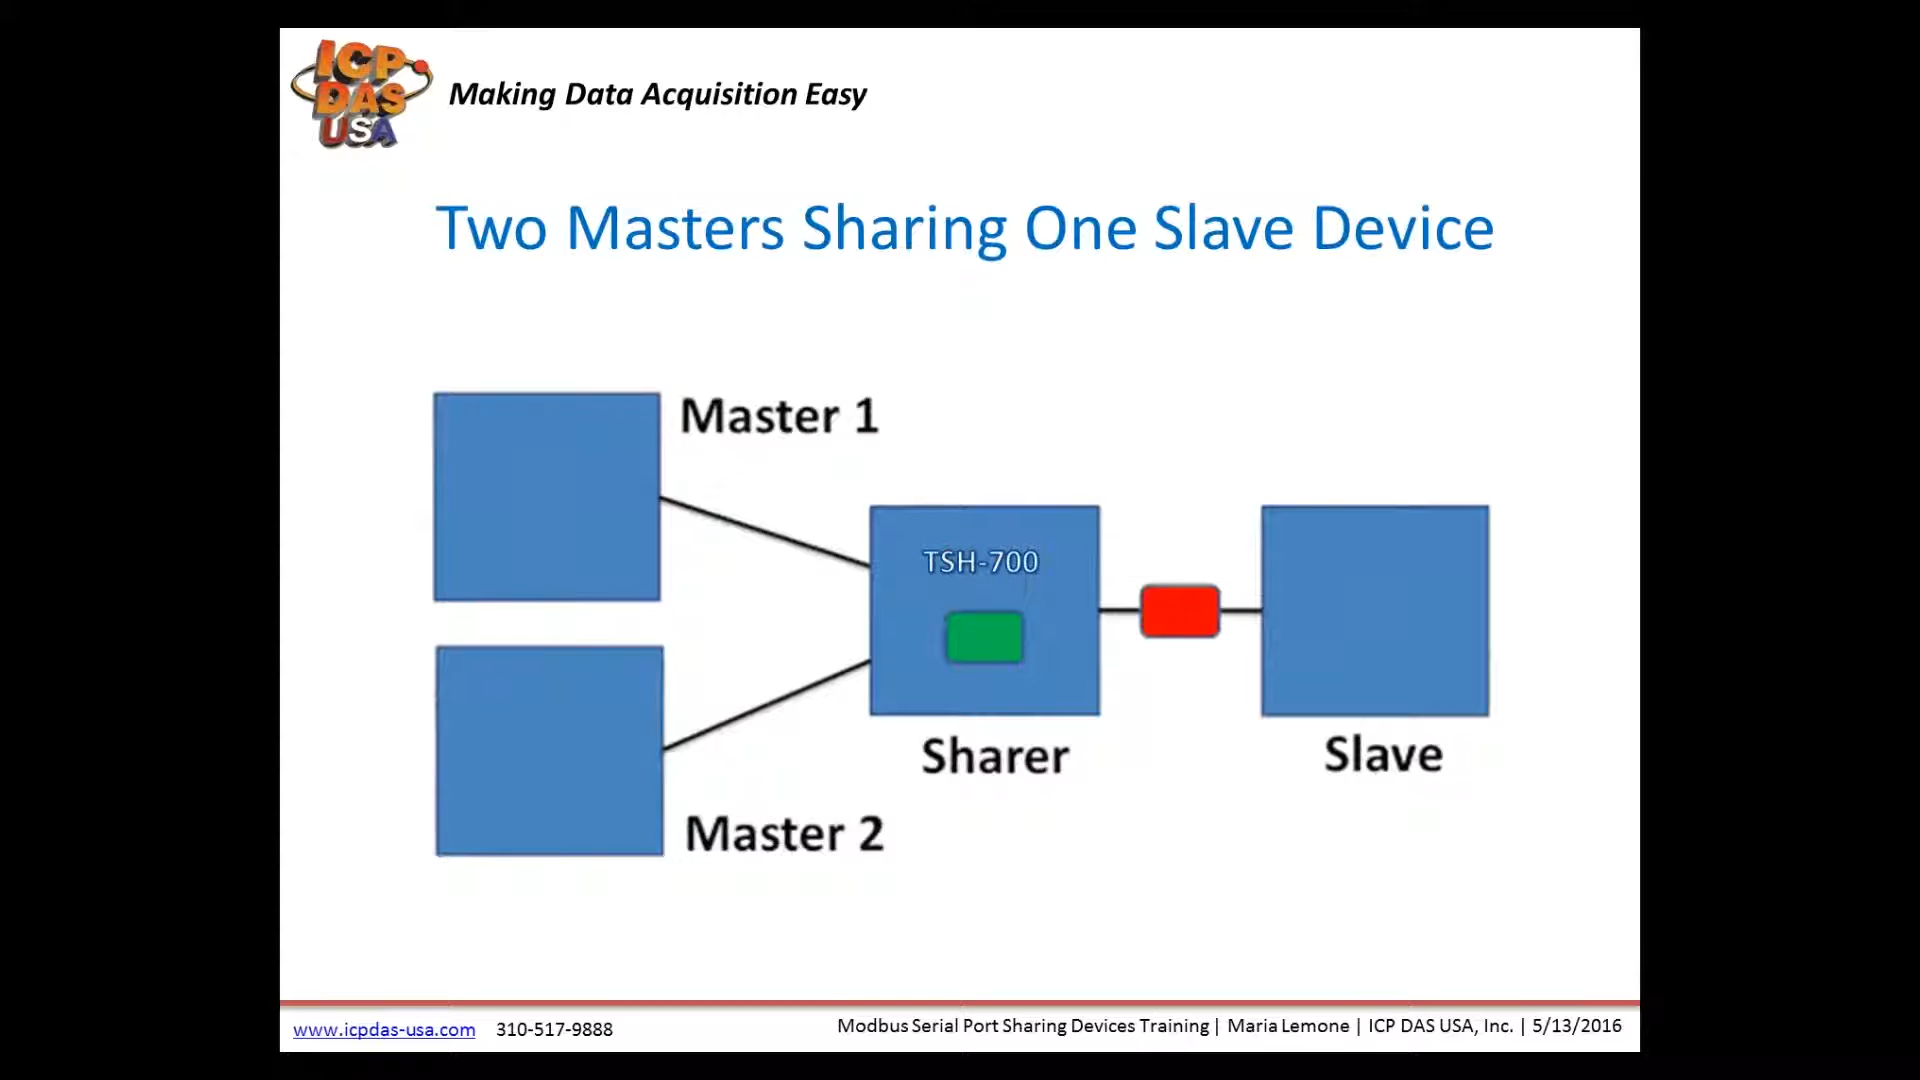 ICP
DAS
USA
Making Data Acquisition Easy
Two Masters Sharing One Slave Device
Master 1
TSH-700
Sharer
Slave
Master 2
www.icpdas-usa.com 310-517-9888
Modbus Serial Port Sharing Devices Training | Maria Lemone | ICP DAS USA, Inc. | 5/13/2016